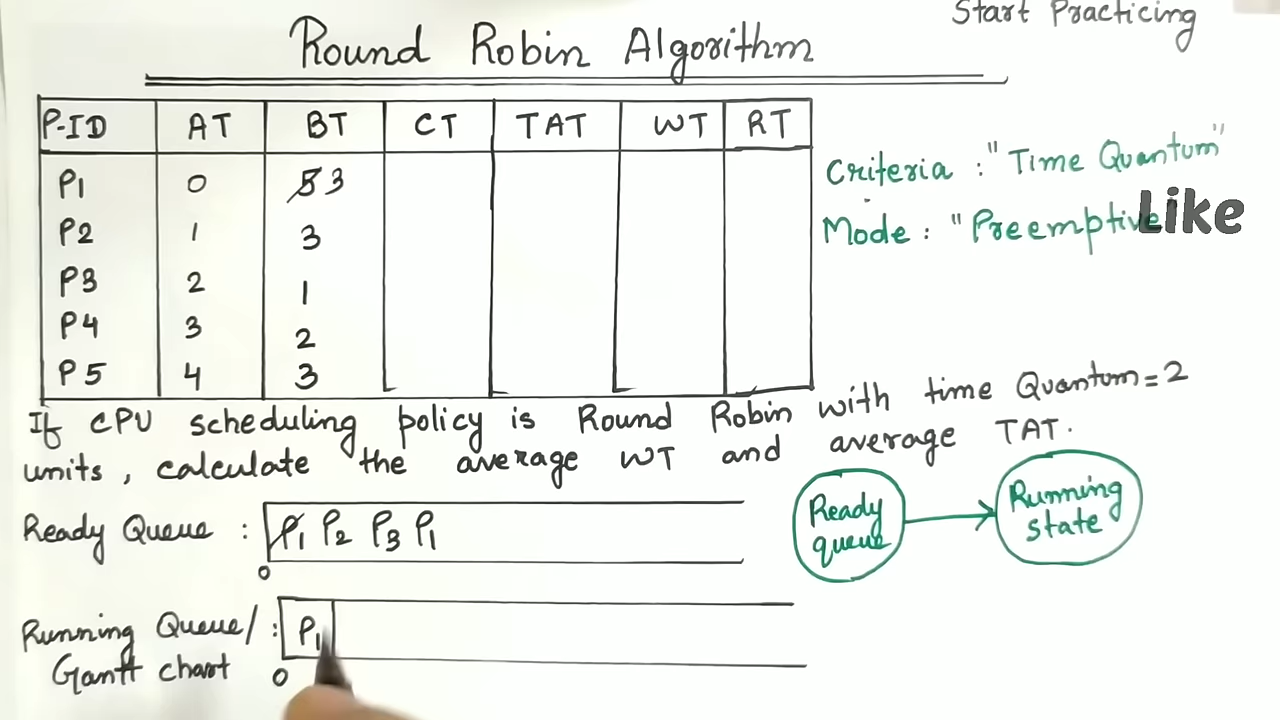 Start Practicing
Round Robin Algorithm
P-ID AT BT CT TAT WT RT
P1 0 5 3
P2 1 3
P3 2 1
P4 3 2
P5 4 3
Criteria : "Time Quantum"
Mode : "Preemptive
Like
If CPU scheduling policy is Round Robin with time Quantum = 2
units, calculate the average WT and average TAT.
Ready Queue : P1 P2 P3 P1
0
Ready
queue
Running
state
Running Queue/ : P1
Gantt chart
0